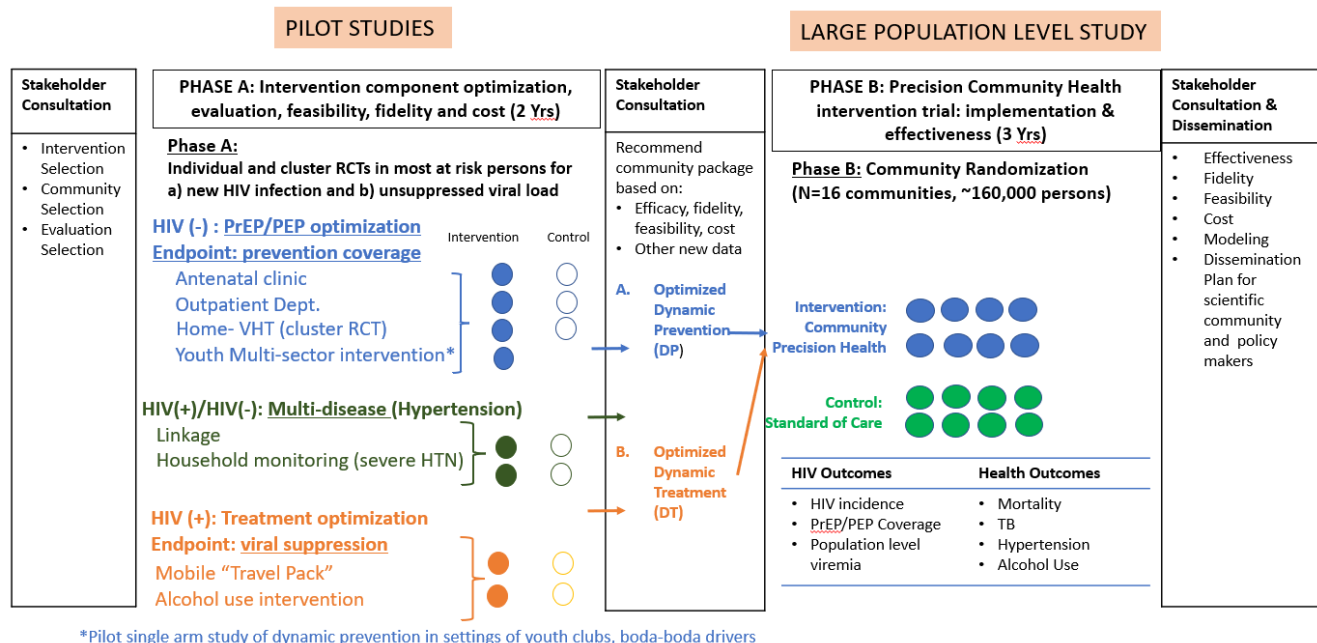 PILOT STUDIES
LARGE POPULATION LEVEL STUDY
Stakeholder
Consultation
• Intervention
Selection
• Community
Selection
• Evaluation
Selection
PHASE A: Intervention component optimization,
evaluation, feasibility, fidelity and cost (2 Yrs)
Phase A:
Individual and cluster RCTs in most at risk persons for
a) new HIV infection and b) unsuppressed viral load
HIV (-) : PrEP/PEP optimization
Endpoint: prevention coverage
Intervention
Control
Antenatal clinic
Outpatient Dept.
Home- VHT (cluster RCT)
Youth Multi-sector intervention*
HIV(+)/HIV(-): Multi-disease (Hypertension)
Linkage
Household monitoring (severe HTN)
HIV (+): Treatment optimization
Endpoint: viral suppression
Mobile “Travel Pack”
Alcohol use intervention
*Pilot single arm study of dynamic prevention in settings of youth clubs, boda-boda drivers
Stakeholder
Consultation
Recommend
community package
based on:
• Efficacy, fidelity,
feasibility, cost
• Other new data
A. Optimized
Dynamic
Prevention
(DP)
B. Optimized
Dynamic
Treatment
(DT)
PHASE B: Precision Community Health
intervention trial: implementation &
effectiveness (3 Yrs)
Phase B: Community Randomization
(N=16 communities, ~160,000 persons)
Intervention:
Community
Precision Health
Control:
Standard of Care
HIV Outcomes
• HIV incidence
• PrEP/PEP Coverage
• Population level
viremia
Health Outcomes
• Mortality
• TB
• Hypertension
• Alcohol Use
Stakeholder
Consultation &
Dissemination
• Effectiveness
• Fidelity
• Feasibility
• Cost
• Modeling
• Dissemination
Plan for
scientific
community
and policy
makers